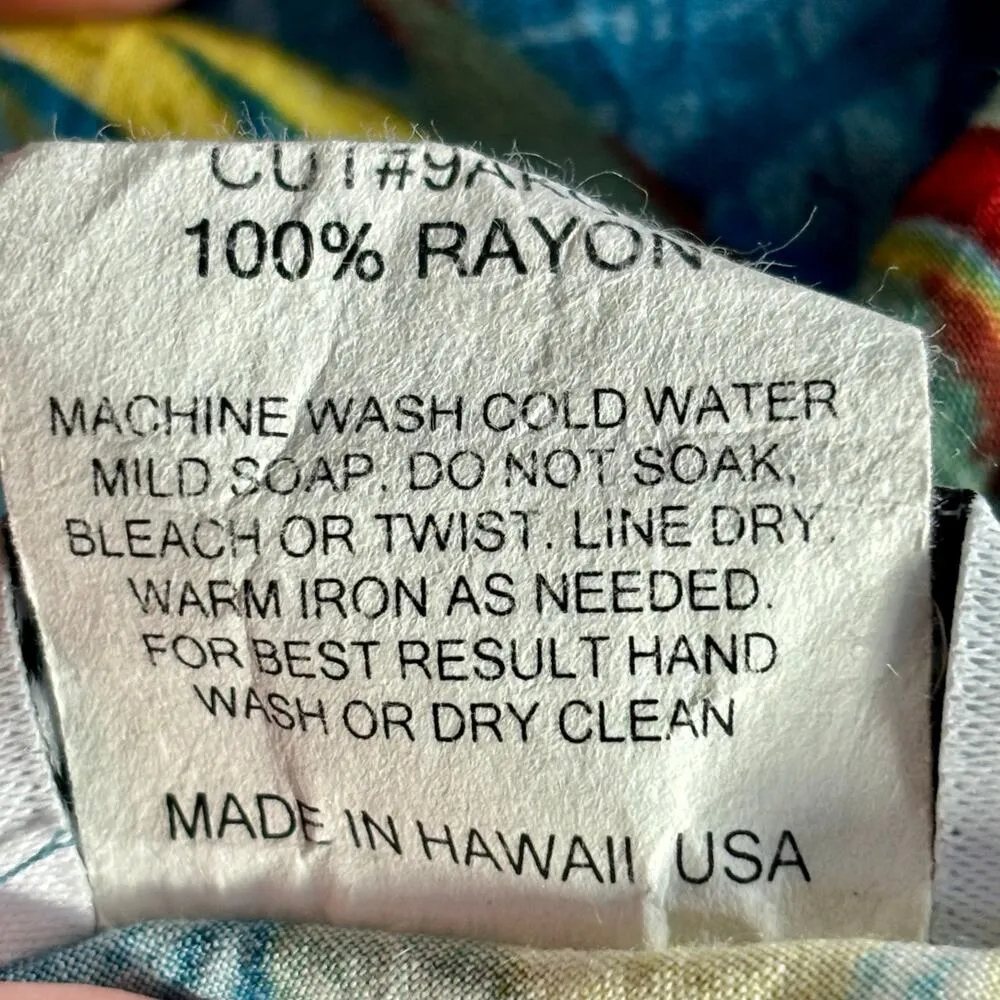 100% RAYON
MACHINE WASH COLD WATER
MILD SOAP. DO NOT SOAK,
BLEACH OR TWIST. LINE DRY.
WARM IRON AS NEEDED.
FOR BEST RESULT HAND
WASH OR DRY CLEAN
MADE IN HAWAII USA